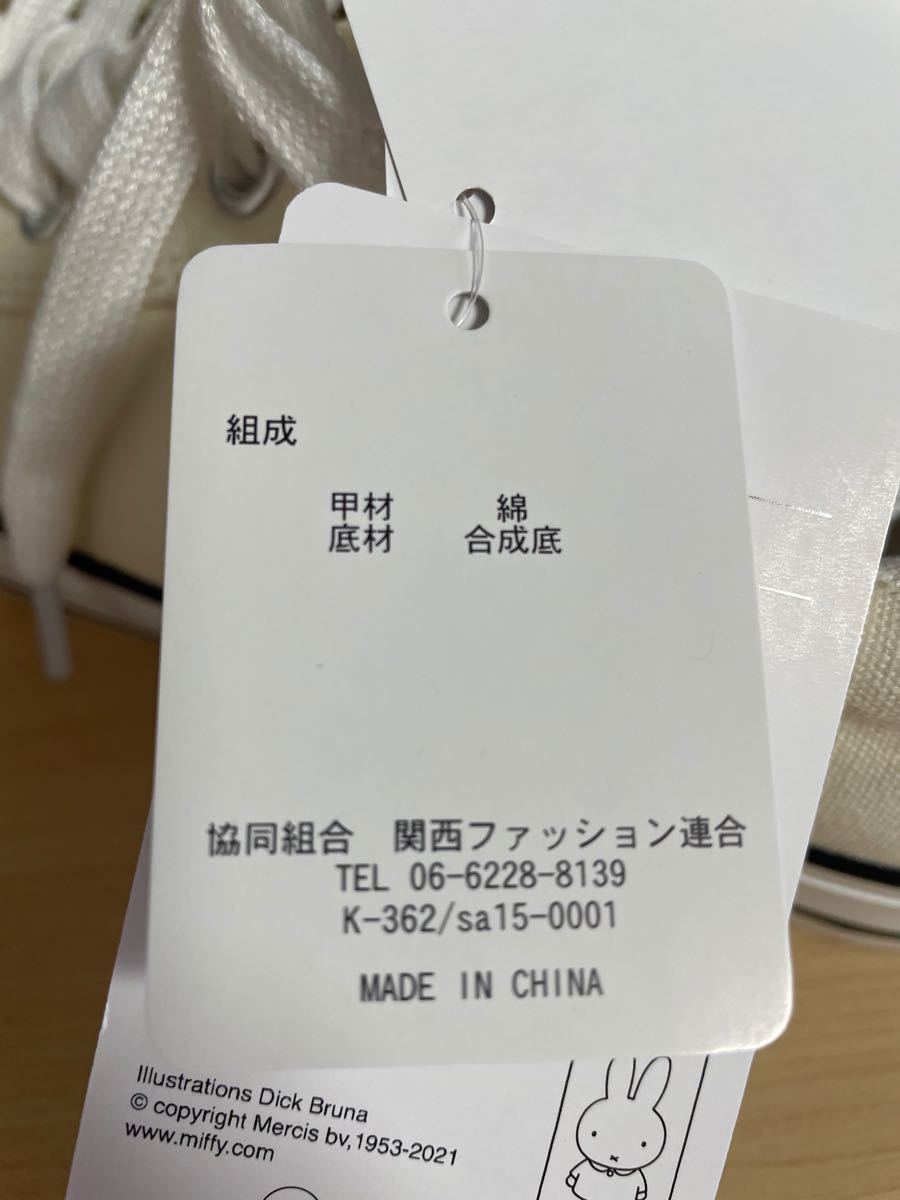 組成
甲材 綿
底材 合成底
協同組合 関西ファッション連合
TEL 06-6228-8139
K-362/sa15-0001
MADE IN CHINA
Illustrations Dick Bruna
© copyright Mercis bv,1953-2021
www.miffy.com